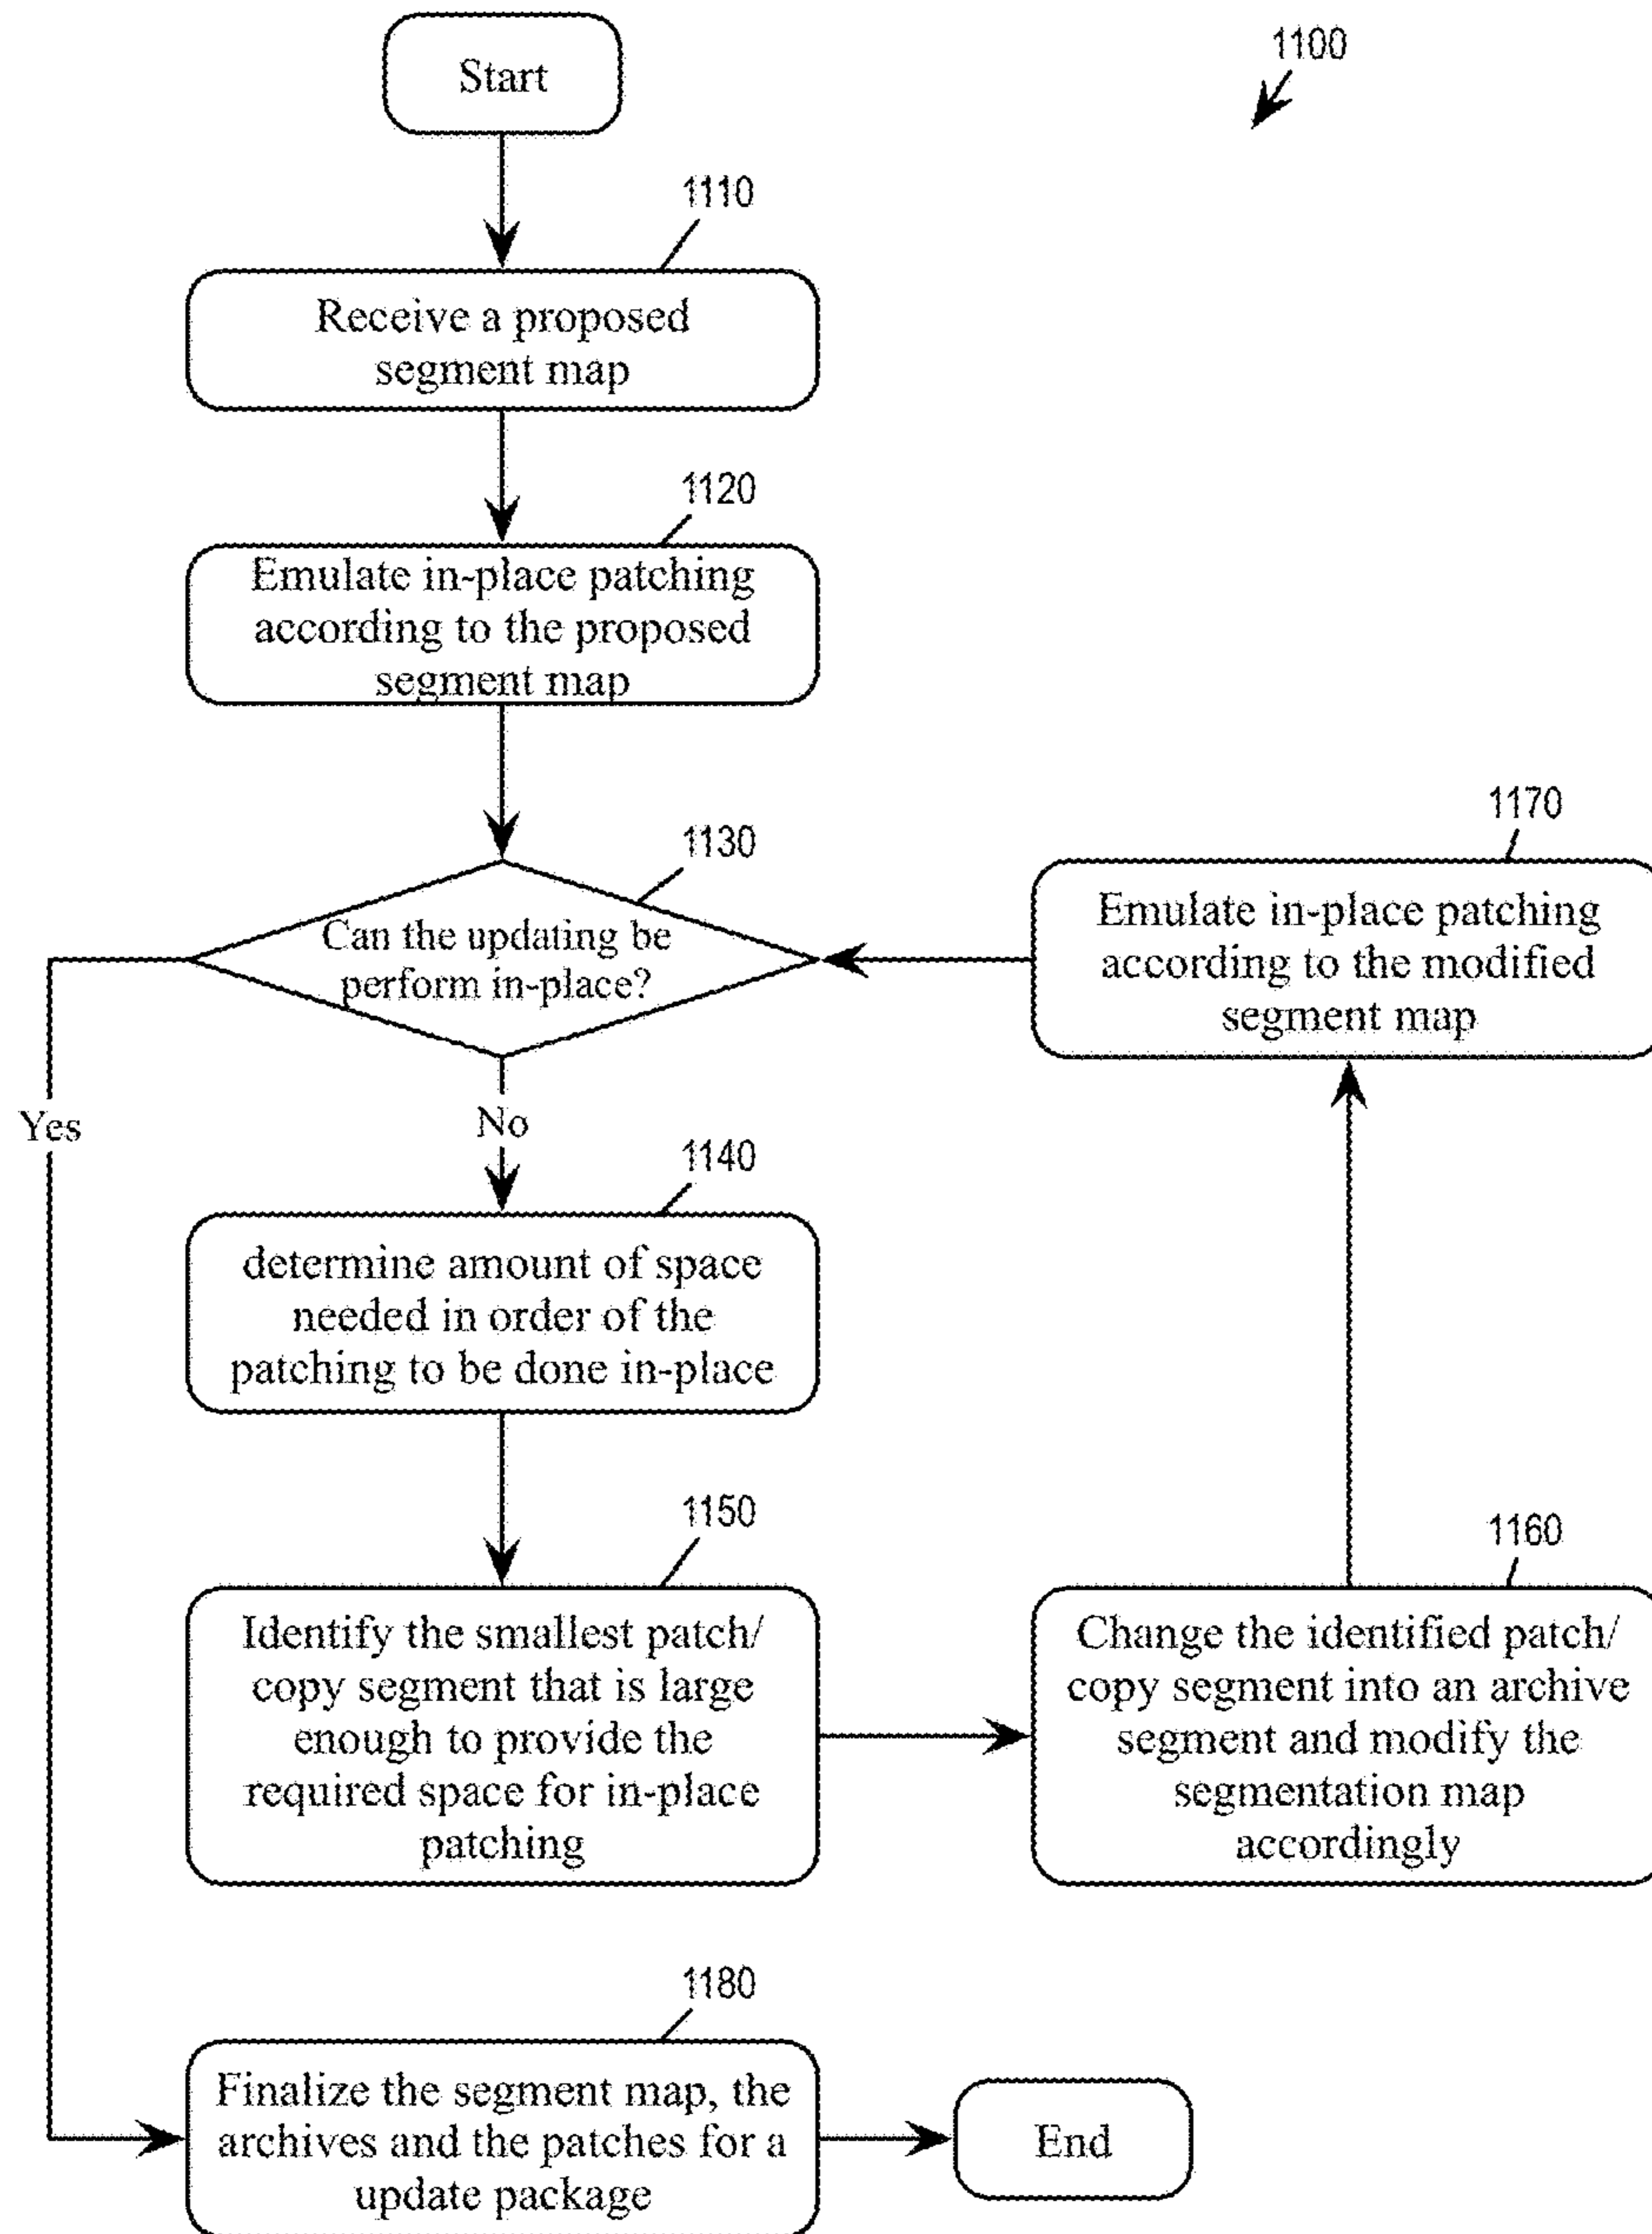 Start
1100
1110
Receive a proposed
segment map
1120
Emulate in-place patching
according to the proposed
segment map
1130
Can the updating be
perform in-place?
1170
Emulate in-place patching
according to the modified
segment map
Yes
No
1140
determine amount of space
needed in order of the
patching to be done in-place
1150
Identify the smallest patch/
copy segment that is large
enough to provide the
required space for in-place
patching
1160
Change the identified patch/
copy segment into an archive
segment and modify the
segmentation map
accordingly
1180
Finalize the segment map, the
archives and the patches for a
update package
End